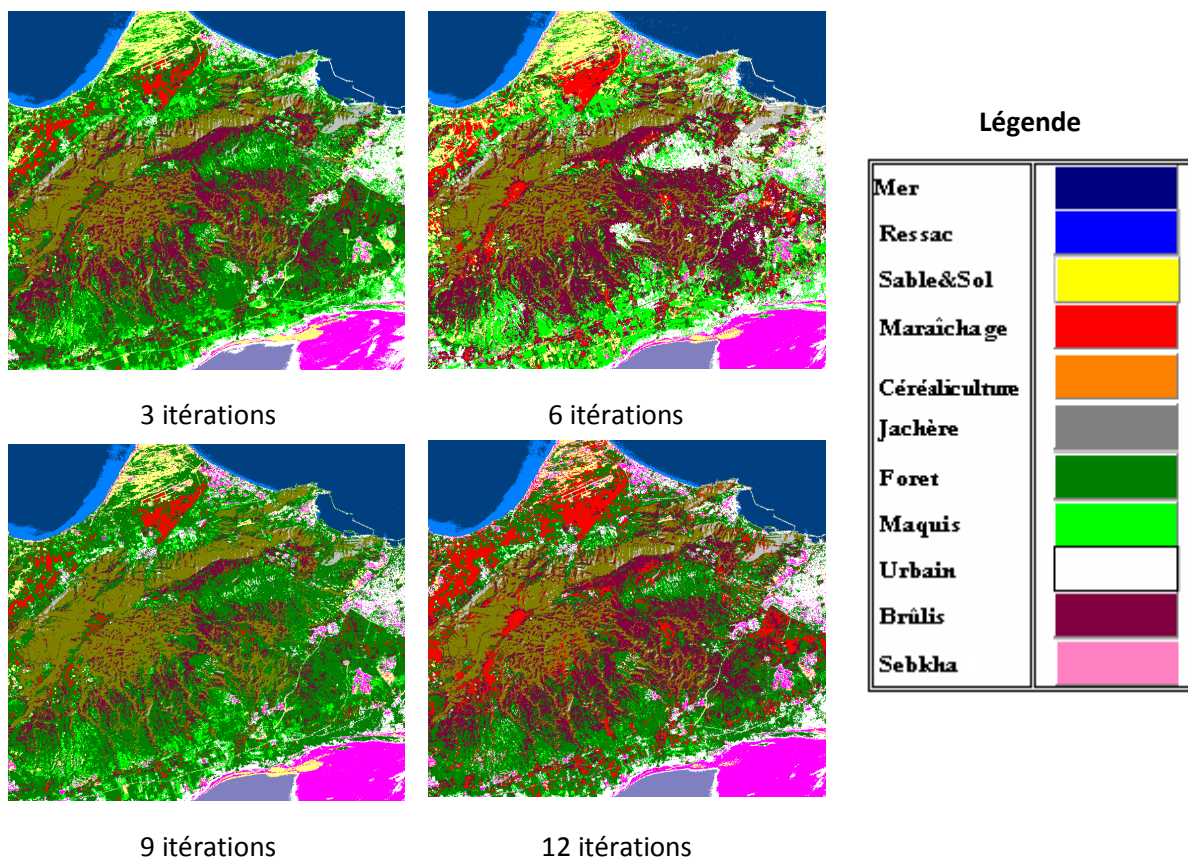 3 itérations
6 itérations
9 itérations
12 itérations
Légende
Mer
Ressac
Sable&Sol
Maraîchage
Céréaliculture
Jachère
Foret
Maquis
Urbain
Brûlis
Sebkha